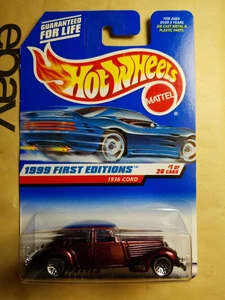 GUARANTEED
FOR LIFE
FOR AGES
OVER 3 YEARS.
DIE CAST METAL &
PLASTIC PARTS.
Hot Wheels
MATTEL
1999 FIRST EDITIONS
#1 OF
26 CARS
1936 CORD
ebay